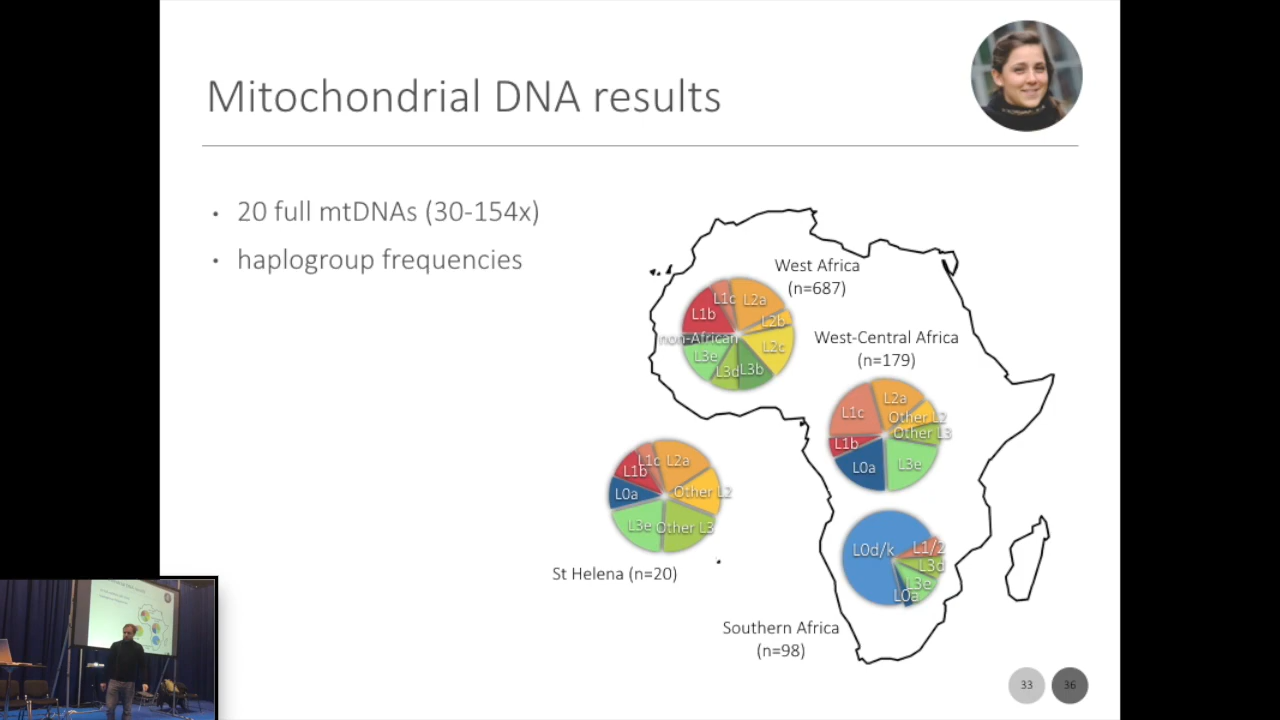 Mitochondrial DNA results
• 20 full mtDNAs (30-154x)
• haplogroup frequencies
West Africa
(n=687)
L1c
L2a
L1b
L2b
non-African
L2c
L3e
L3d
L3b
West-Central Africa
(n=179)
L2a
L1c
Other L2
Other L3
L1b
L0a
L3e
L1c
L2a
L1b
L0a
Other L2
L3e
Other L3
St Helena (n=20)
L0d/k
L1/2
L3d
L3e
L0a
Southern Africa
(n=98)
33
36